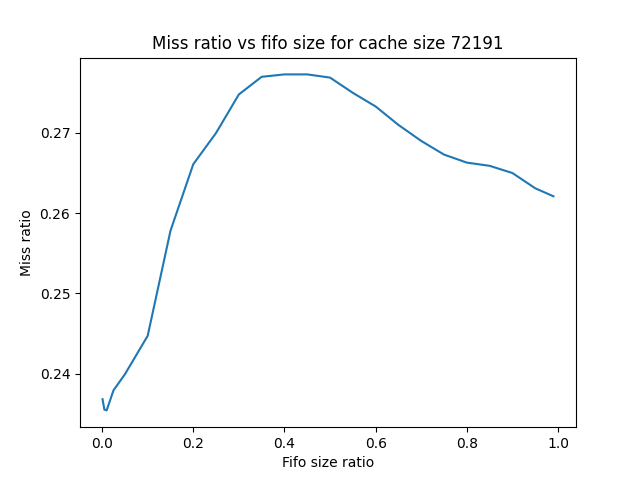 Miss ratio vs fifo size for cache size 72191
0.27
0.26
0.25
0.24
Miss ratio
0.0 0.2 0.4 0.6 0.8 1.0
Fifo size ratio